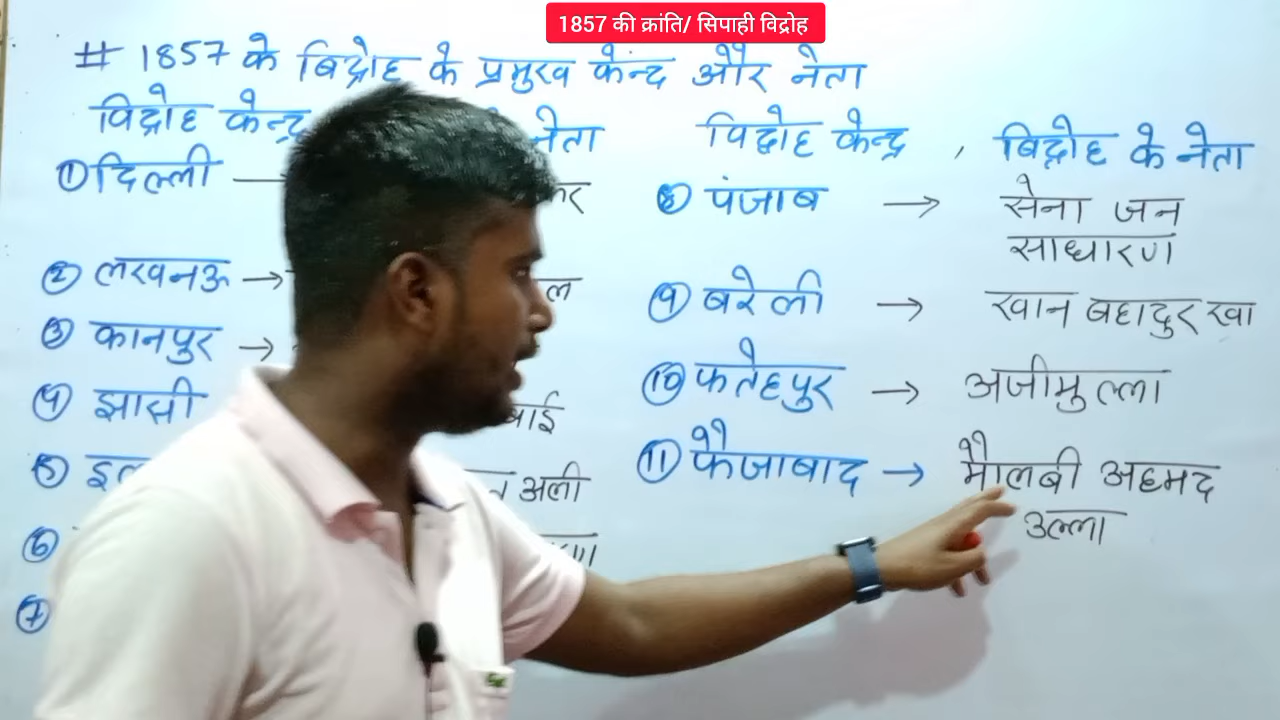 1857 की क्रांति/ सिपाही विद्रोह
# 1857 के बिद्रोह के प्रमुख केन्द्र और नेता
विद्रोह केन्द्र नेता
① दिल्ली —
② लखनऊ →
③ कानपुर →
④ झासी बाई
⑤ अली
⑥
⑦
विद्रोह केन्द्र , बिद्रोह के नेता
⑧ पंजाब → सेना जन
साधारण
⑨ बरेली → खान बहादुर खा
⑩ फतेहपुर → अजीमुल्ला
⑪ फैजाबाद → मौलबी अहमद
उल्ला